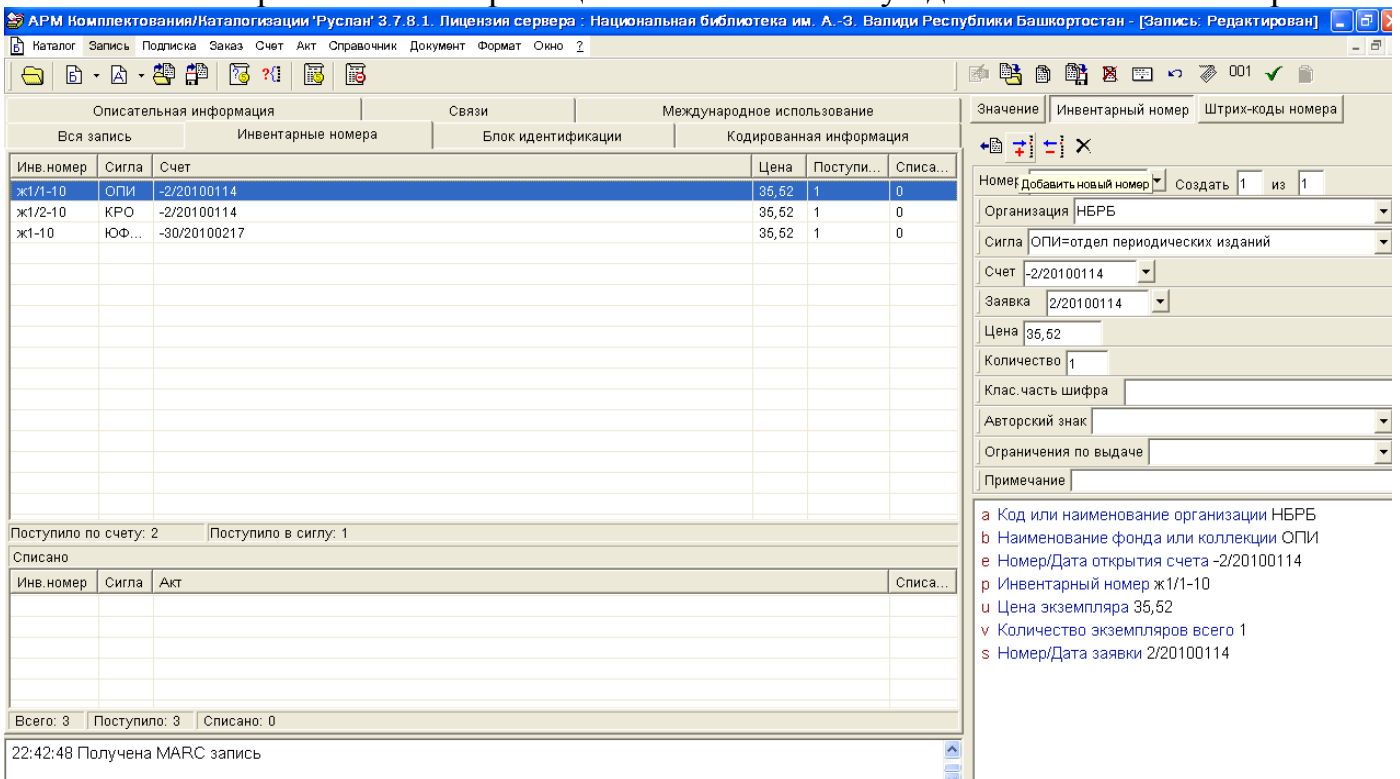 АРМ Комплектования/Каталогизации 'Руслан' 3.7.8.1. Лицензия сервера : Национальная библиотека им. А.-З. Валиди Республики Башкортостан - [Запись: Редактирован]
Каталог Запись Подписка Заказ Счет Акт Справочник Документ Формат Окно ?
001
Описательная информация Связи Международное использование
Вся запись Инвентарные номера Блок идентификации Кодированная информация
Инв.номер Сигла Счет Цена Поступи... Списа...
ж1/1-10 ОПИ -2/20100114 35,52 1 0
ж1/2-10 КРО -2/20100114 35,52 1 0
ж1-10 ЮФ... -30/20100217 35,52 1 0
Поступило по счету: 2 Поступило в сиглу: 1
Списано
Инв.номер Сигла Акт Списа...
Всего: 3 Поступило: 3 Списано: 0
22:42:48 Получена MARC запись
Значение Инвентарный номер Штрих-коды номера
Номер Добавить новый номер Создать 1 из 1
Организация НБРБ
Сигла ОПИ=отдел периодических изданий
Счет -2/20100114
Заявка 2/20100114
Цена 35,52
Количество 1
Клас.часть шифра
Авторский знак
Ограничения по выдаче
Примечание
a Код или наименование организации НБРБ
b Наименование фонда или коллекции ОПИ
e Номер/Дата открытия счета -2/20100114
p Инвентарный номер ж1/1-10
u Цена экземпляра 35,52
v Количество экземпляров всего 1
s Номер/Дата заявки 2/20100114